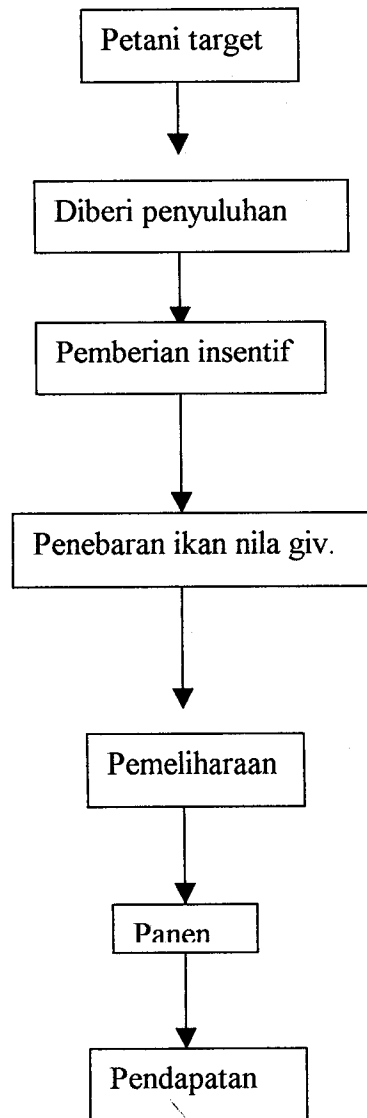 Petani target
Diberi penyuluhan
Pemberian insentif
Penebaran ikan nila giv.
Pemeliharaan
Panen
Pendapatan